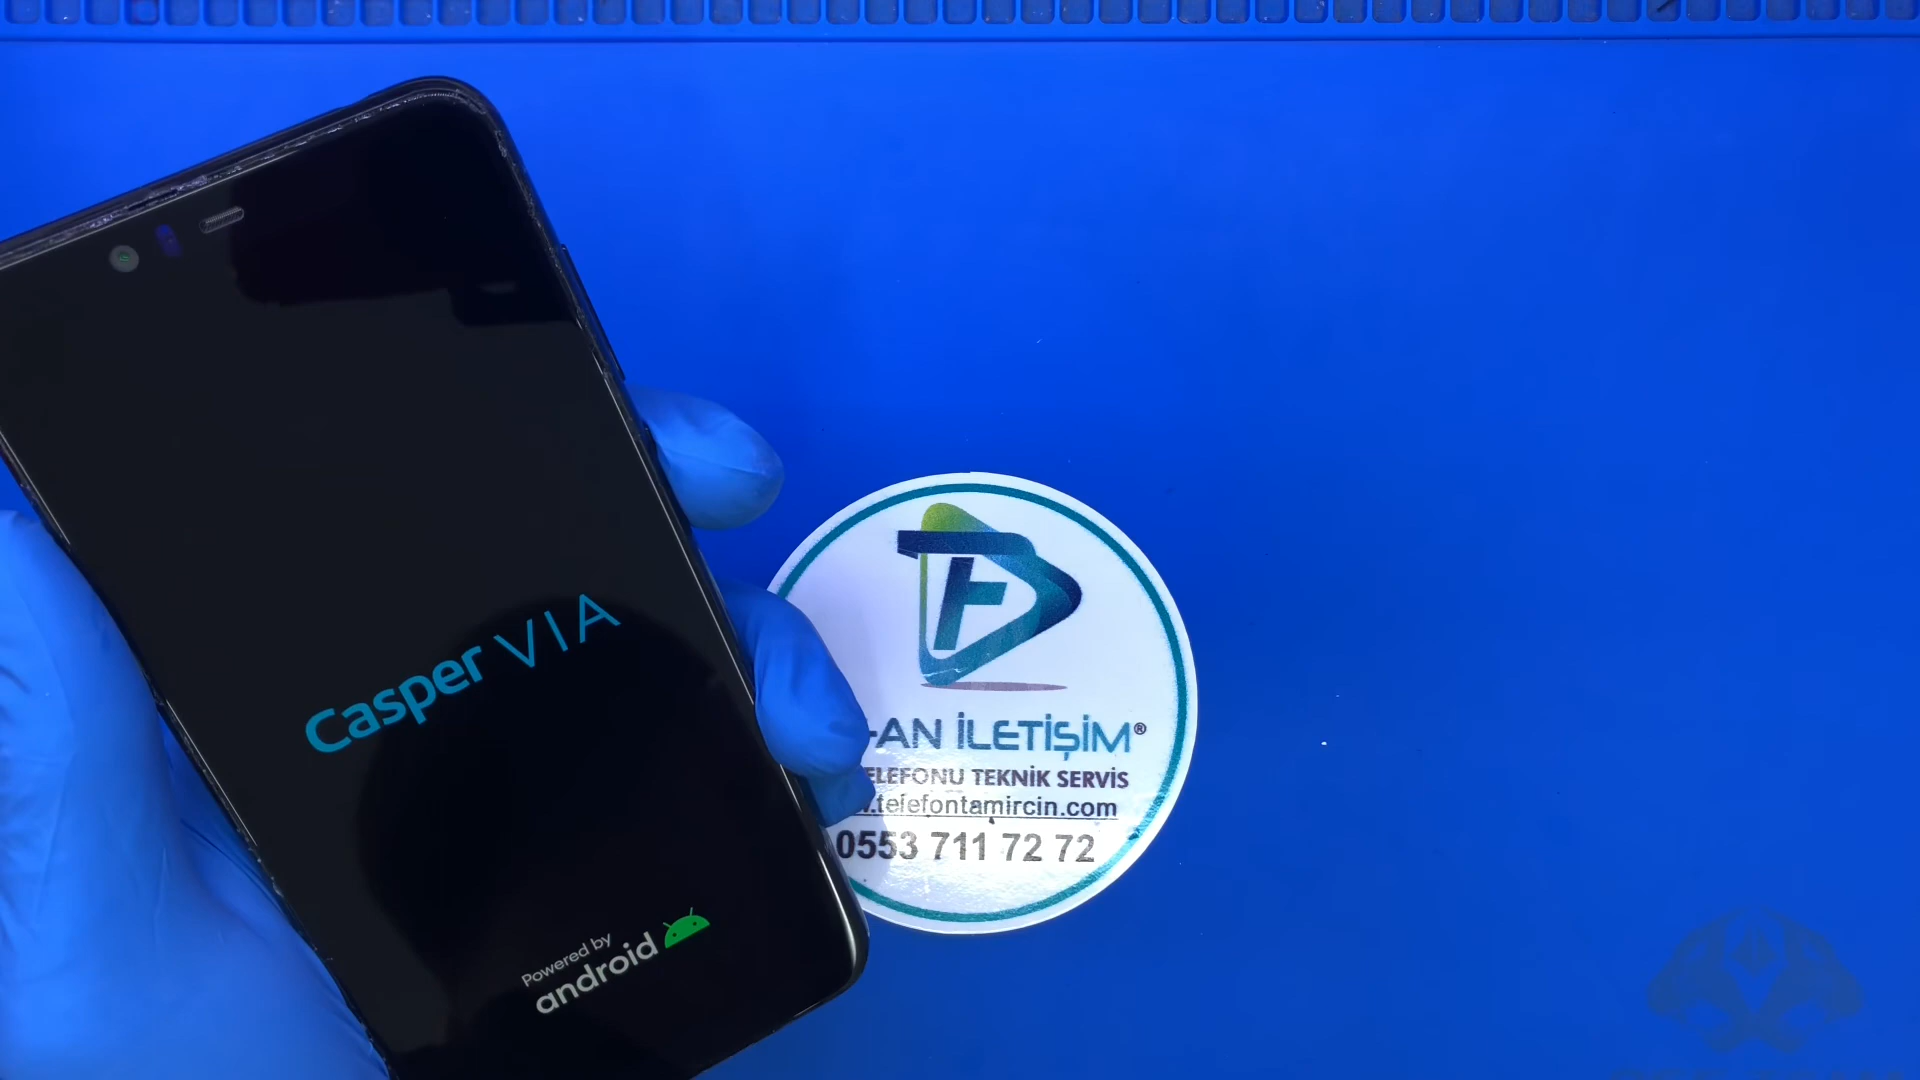 Casper VIA
Powered by
android
-AN İLETİŞİM®
ELEFONU TEKNİK SERVİS
.telefontamircin.com
0553 711 72 72